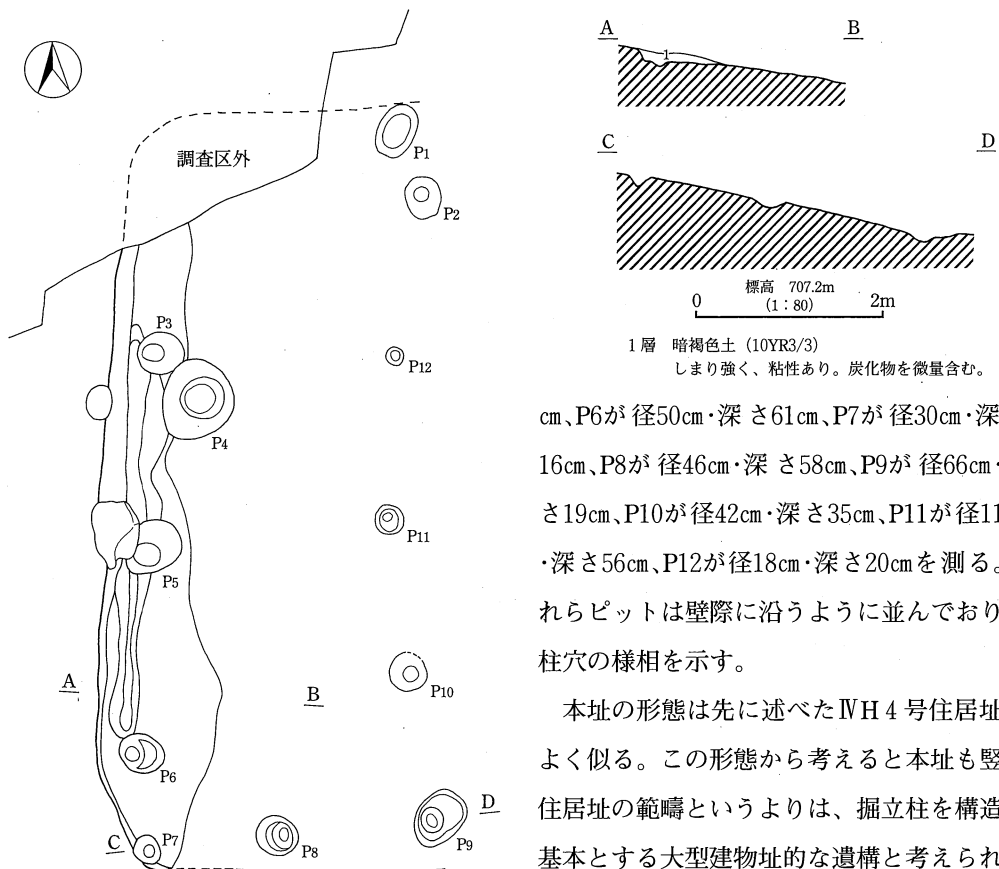 調査区外
P1
P2
P3
P12
P4
P11
P5
A
B
P10
P6
D
C
P7
P8
P9
A
B
1
C
D
標高 707.2m
(1:80)
0
2m
1層 暗褐色土 (10YR3/3)
しまり強く、粘性あり。炭化物を微量含む。
cm、P6が径50cm・深さ61cm、P7が径30cm・深
16cm、P8が径46cm・深さ58cm、P9が径66cm・
さ19cm、P10が径42cm・深さ35cm、P11が径11
・深さ56cm、P12が径18cm・深さ20cmを測る。
れらピットは壁際に沿うように並んでおり
柱穴の様相を示す。
本址の形態は先に述べたⅣH4号住居址
よく似る。この形態から考えると本址も竪
住居址の範疇というよりは、掘立柱を構造
基本とする大型建物址的な遺構と考えられ